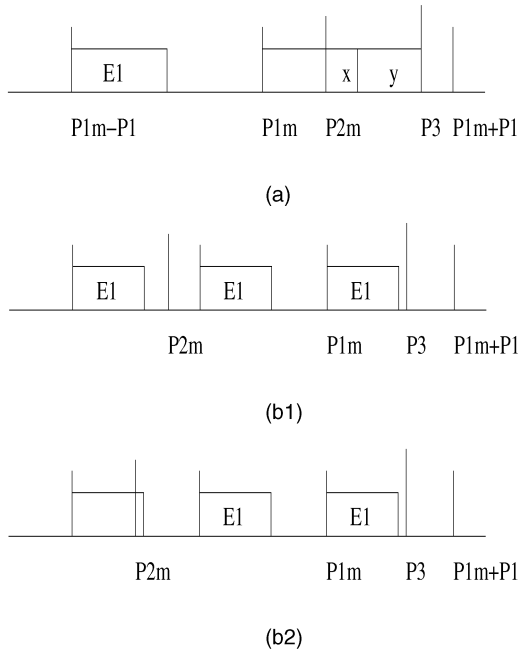 E1 x y
P1m–P1 P1m P2m P3 P1m+P1
(a)
E1 E1 E1
P2m P1m P3 P1m+P1
(b1)
E1 E1
P2m P1m P3 P1m+P1
(b2)